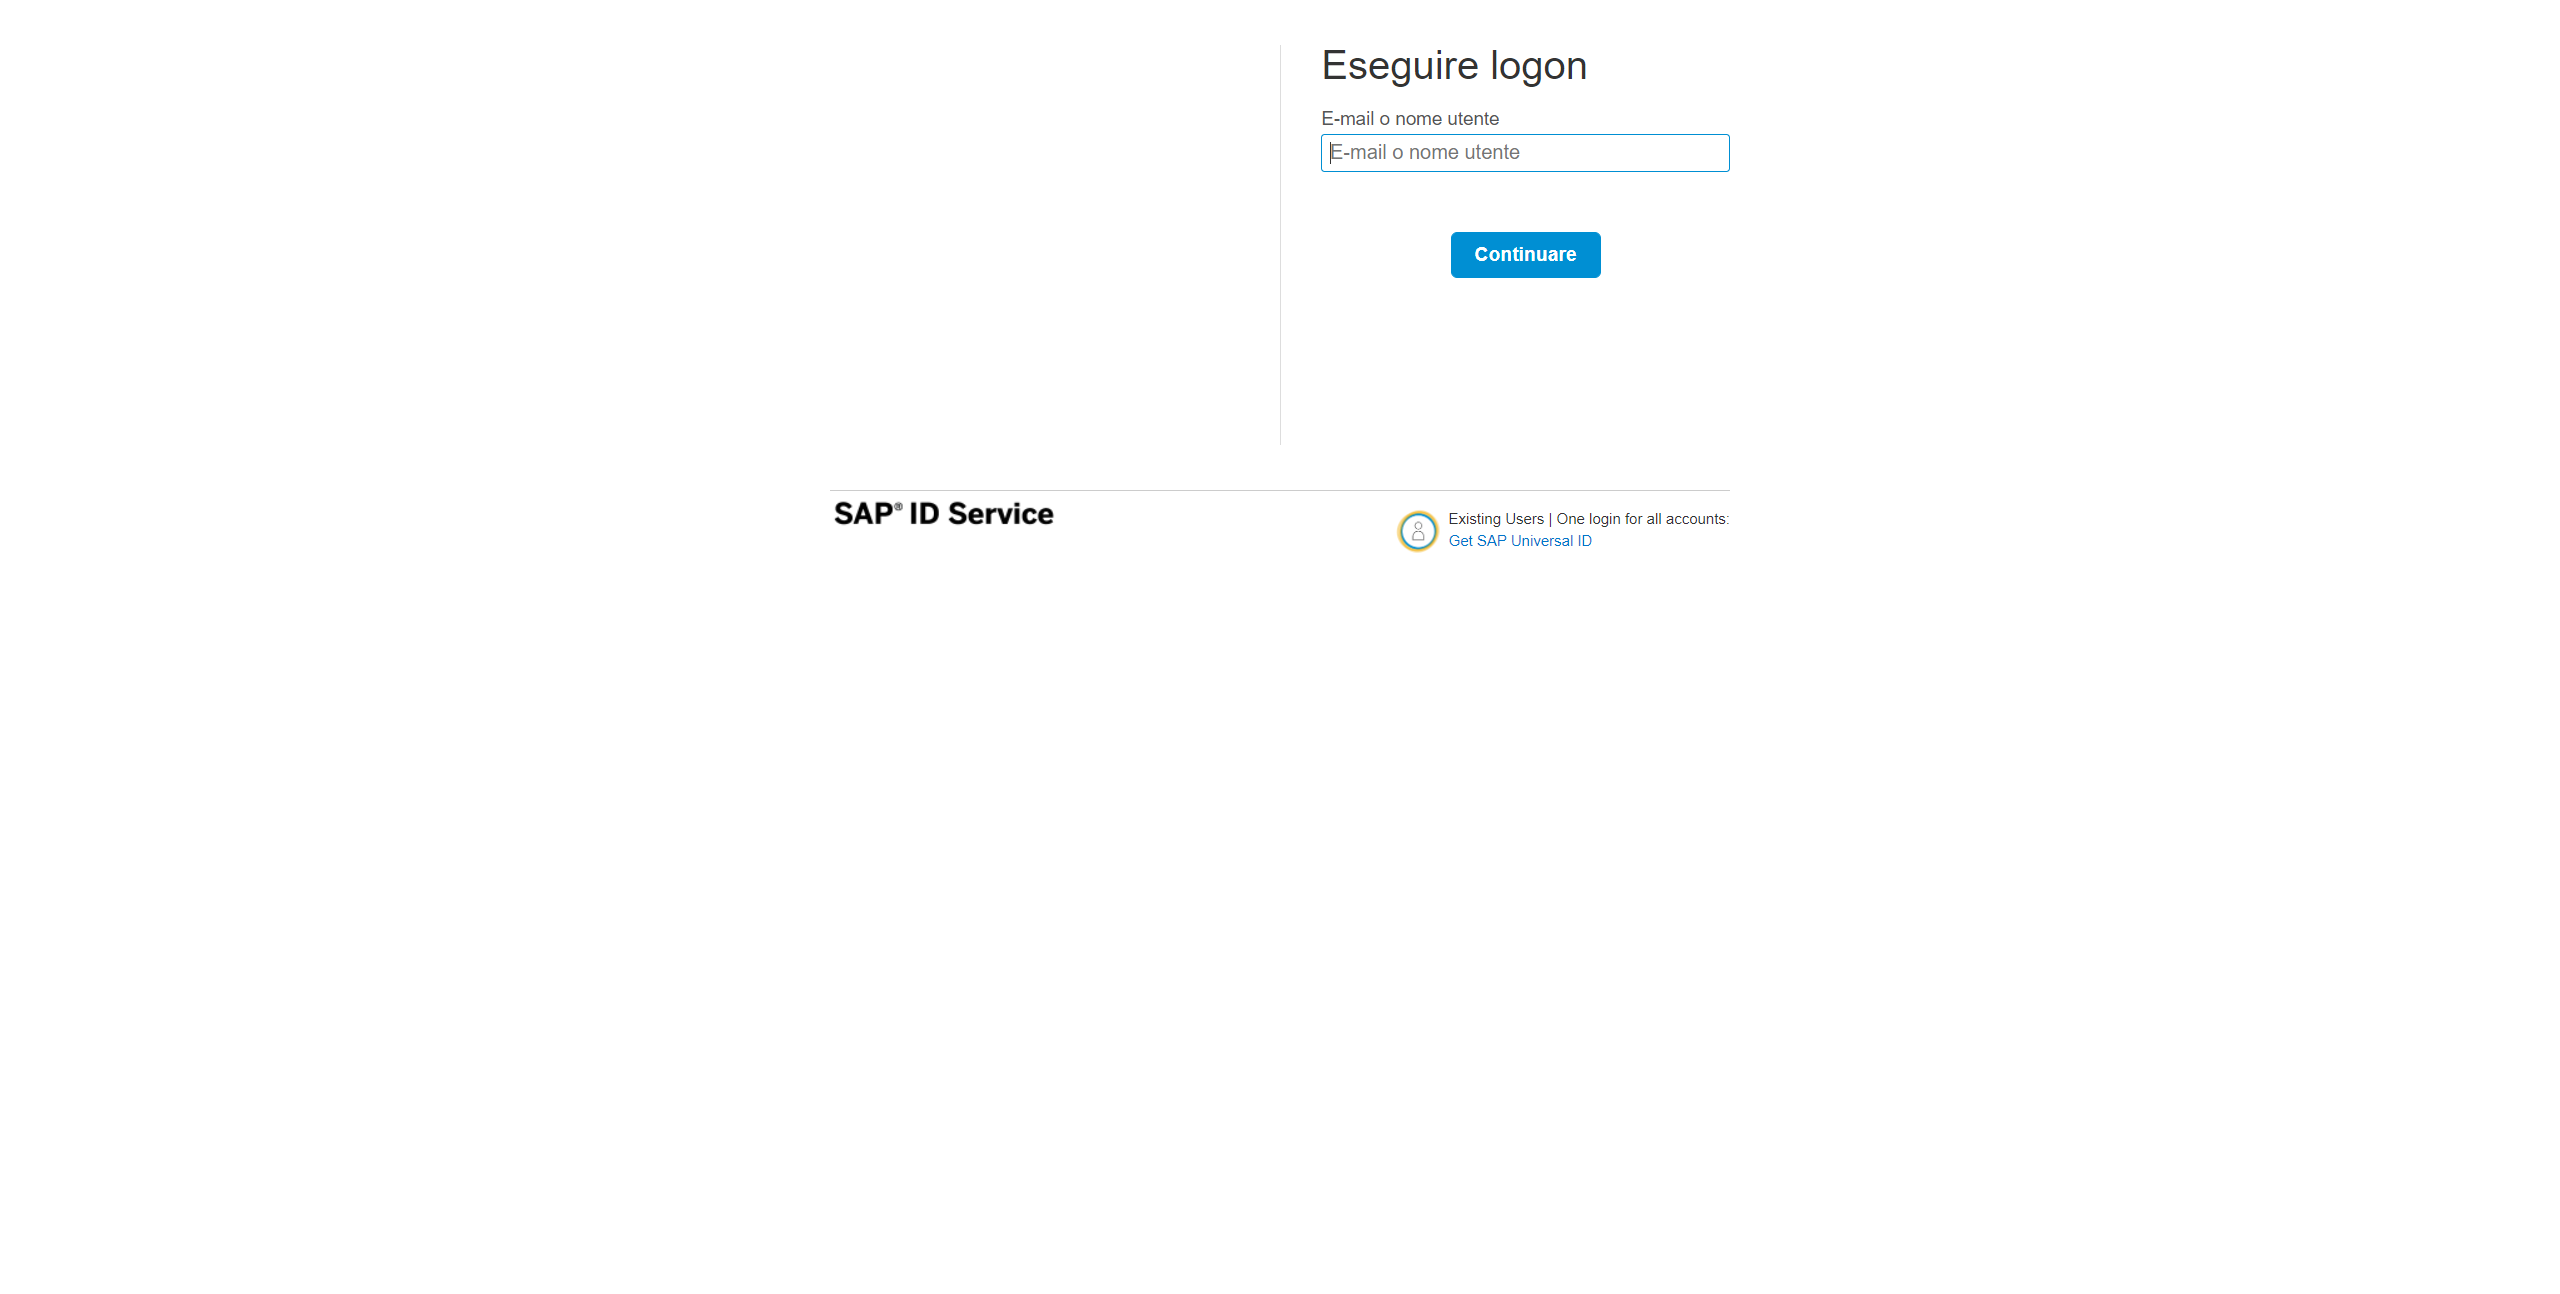 Eseguire logon
E-mail o nome utente
E-mail o nome utente
Continuare
SAP® ID Service
Existing Users | One login for all accounts:
Get SAP Universal ID